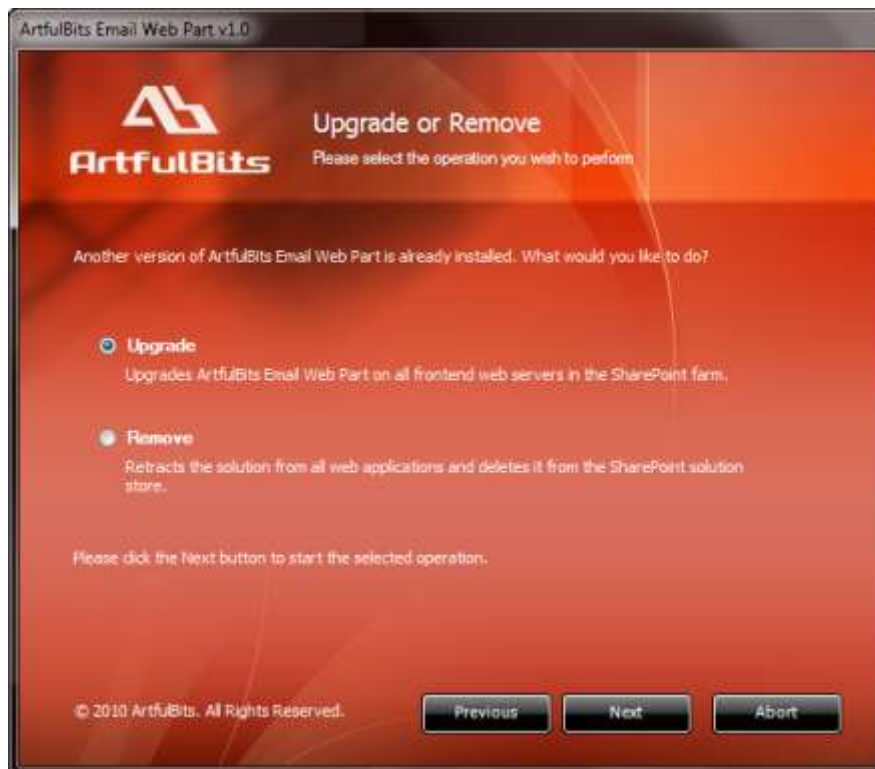 ArtfulBits Email Web Part v1.0
ArtfulBits
Upgrade or Remove
Please select the operation you wish to perform
Another version of ArtfulBits Email Web Part is already installed. What would you like to do?
Upgrade
Upgrades ArtfulBits Email Web Part on all frontend web servers in the SharePoint farm.
Remove
Retracts the solution from all web applications and deletes it from the SharePoint solution
store.
Please click the Next button to start the selected operation.
© 2010 ArtfulBits. All Rights Reserved.
Previous
Next
Abort